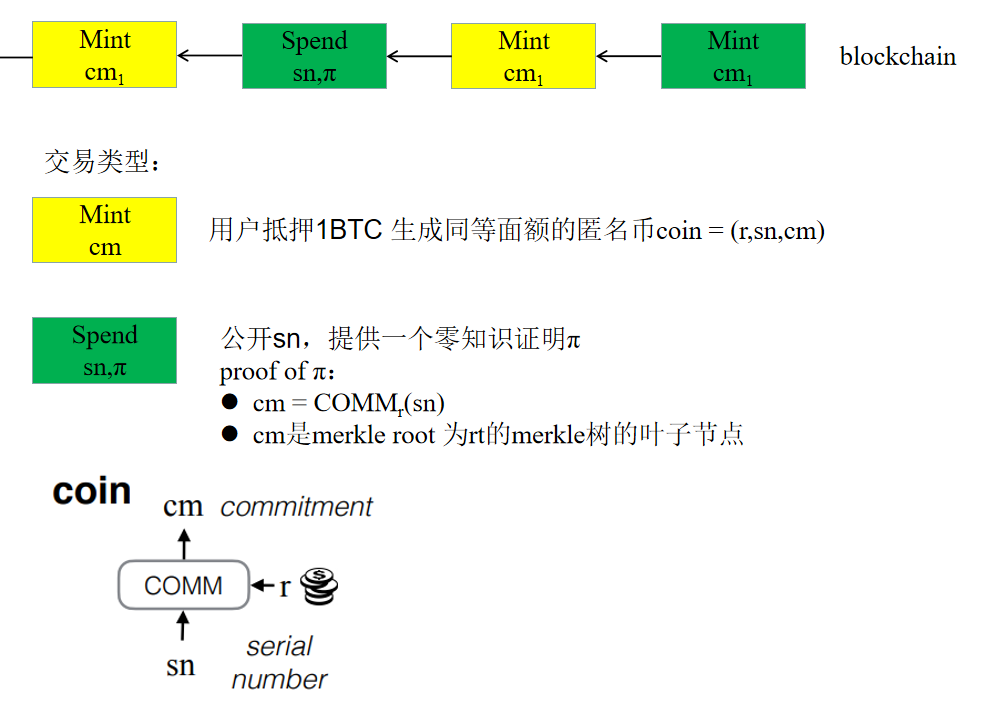 Mint
cm₁
Spend
sn,π
Mint
cm₁
Mint
cm₁
blockchain
交易类型：
Mint
cm
用户抵押1BTC 生成同等面额的匿名币coin = (r,sn,cm)
Spend
sn,π
公开sn，提供一个零知识证明π
proof of π：
● cm = COMMᵣ(sn)
● cm是merkle root 为rt的merkle树的叶子节点
coin
cm commitment
COMM
r
$
sn
serial
number